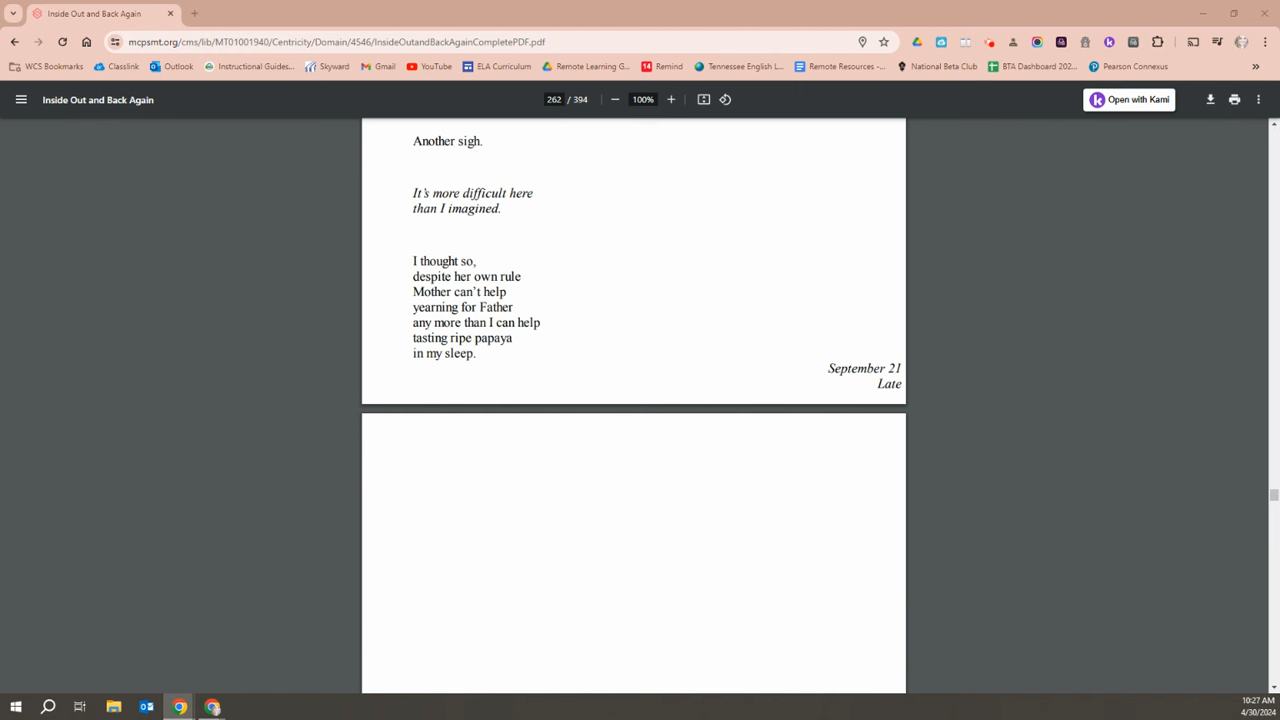 Inside Out and Back Again
mcpsmt.org/cms/lib/MT01001940/Centricity/Domain/4546/InsideOutandBackAgainCompletePDF.pdf
WCS Bookmarks
Classlink
Outlook
Instructional Guides...
Skyward
Gmail
YouTube
ELA Curriculum
Remote Learning G...
14
Remind
Tennessee English L...
Remote Resources -...
National Beta Club
BTA Dashboard 202...
Pearson Connexus
Inside Out and Back Again
262 / 394
100%
Open with Kami
Another sigh.
It's more difficult here
than I imagined.
I thought so,
despite her own rule
Mother can't help
yearning for Father
any more than I can help
tasting ripe papaya
in my sleep.
September 21
Late
10:27 AM
4/30/2024